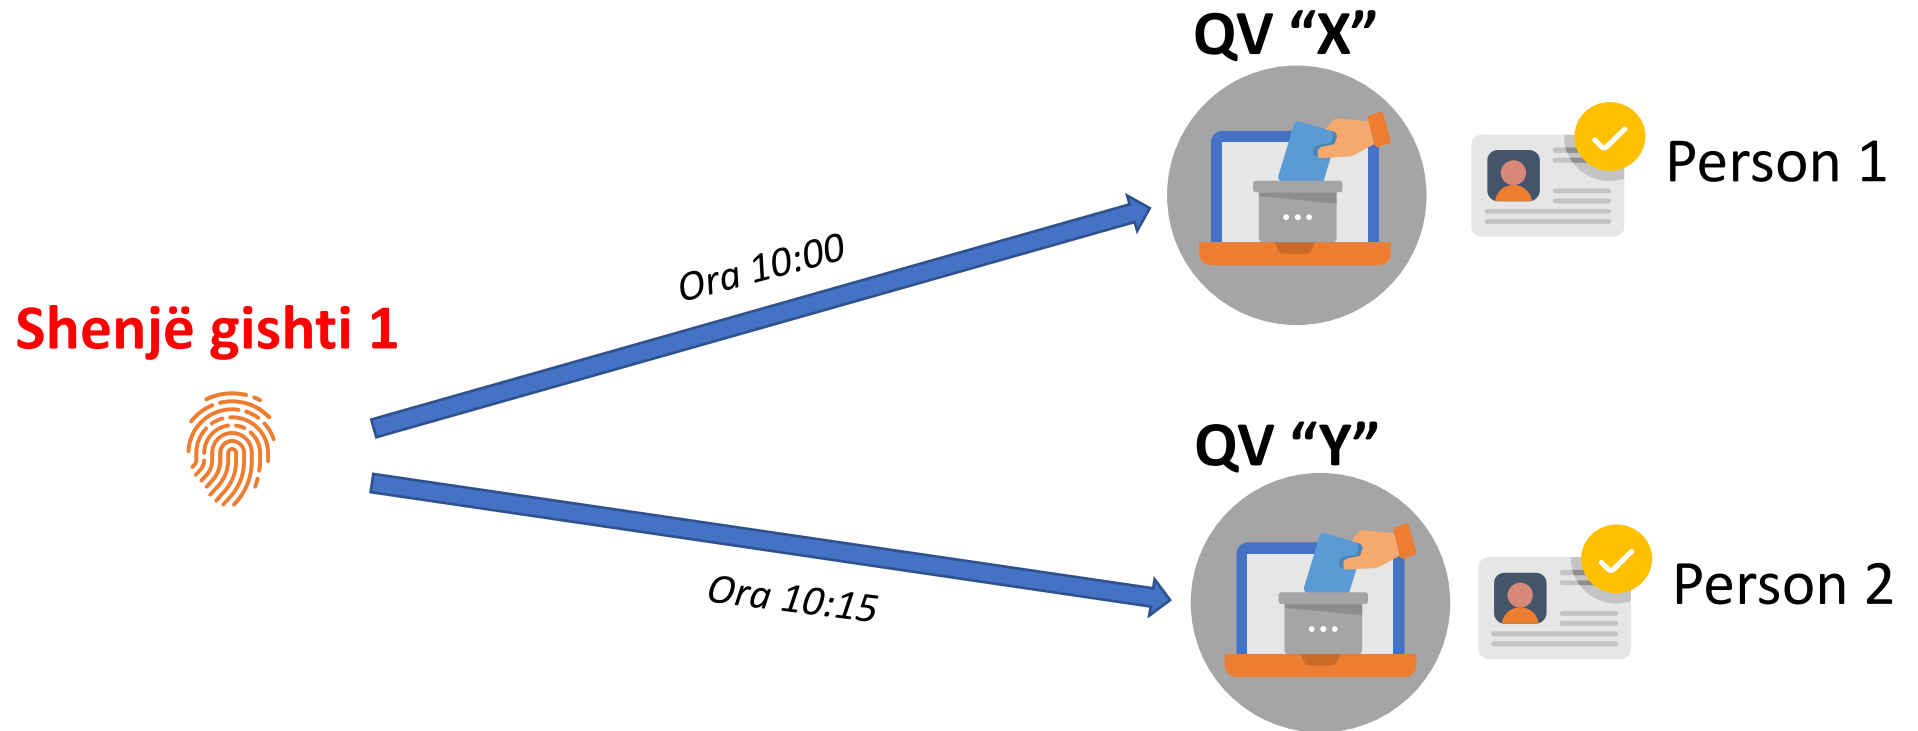 QV “X”
Person 1
Ora 10:00
Shenjë gishti 1
QV “Y”
Ora 10:15
Person 2